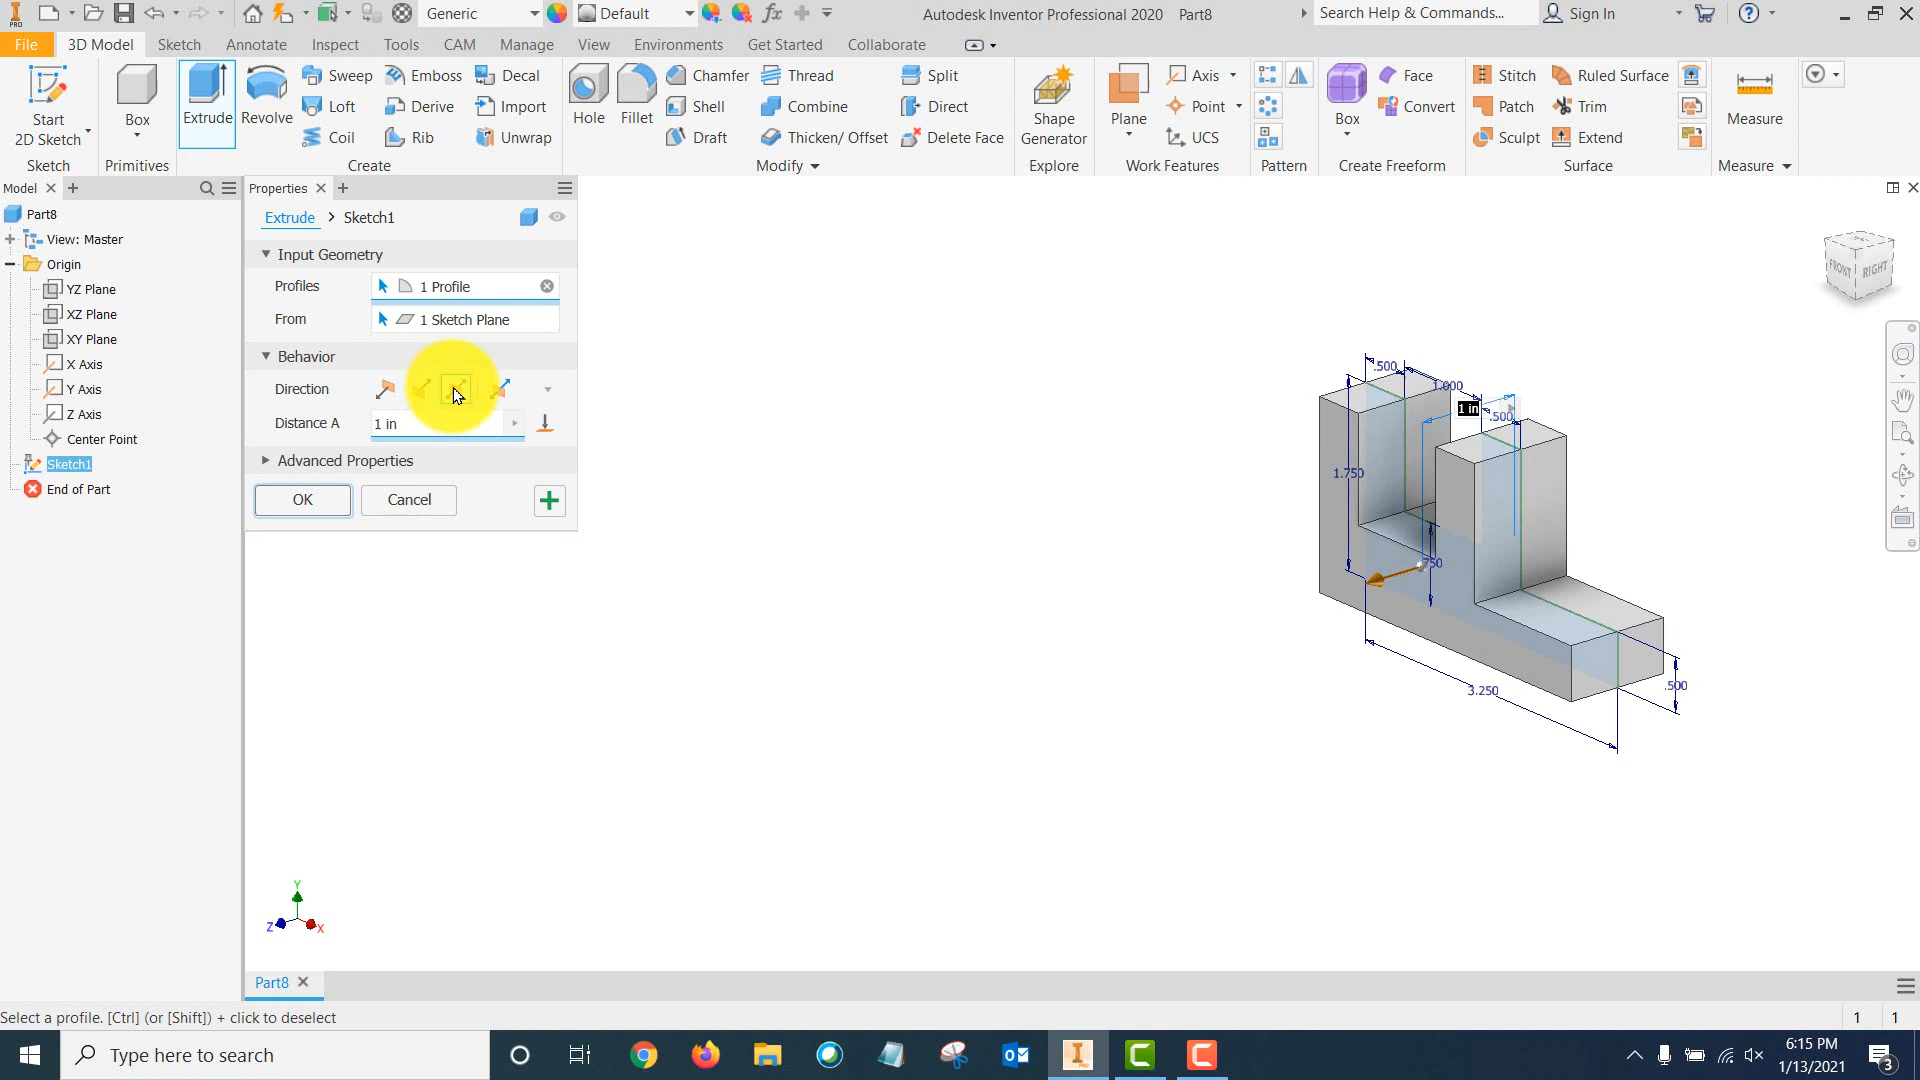 Generic
Default
Autodesk Inventor Professional 2020 Part8
Search Help & Commands...
Sign In
File 3D Model Sketch Annotate Inspect Tools CAM Manage View Environments Get Started Collaborate
Start
2D Sketch
Sketch
Box
Primitives
Extrude
Revolve
Sweep
Loft
Coil
Emboss
Derive
Rib
Decal
Import
Unwrap
Create
Hole
Fillet
Chamfer
Shell
Draft
Thread
Combine
Thicken/ Offset
Split
Direct
Delete Face
Modify
Shape
Generator
Explore
Plane
Axis
Point
UCS
Work Features
Pattern
Box
Face
Convert
Create Freeform
Stitch
Patch
Sculpt
Ruled Surface
Trim
Extend
Surface
Measure
Measure
Model
Part8
View: Master
Origin
YZ Plane
XZ Plane
XY Plane
X Axis
Y Axis
Z Axis
Center Point
Sketch1
End of Part
Properties
Extrude > Sketch1
Input Geometry
Profiles 1 Profile
From 1 Sketch Plane
Behavior
Direction
Distance A 1 in
Advanced Properties
OK Cancel
FRONT RIGHT
.500
1.000
1 in
.500
1.750
.750
3.250
.500
Y
Z X
Part8
Select a profile. [Ctrl] (or [Shift]) + click to deselect
1 1
Type here to search
6:15 PM
1/13/2021
3